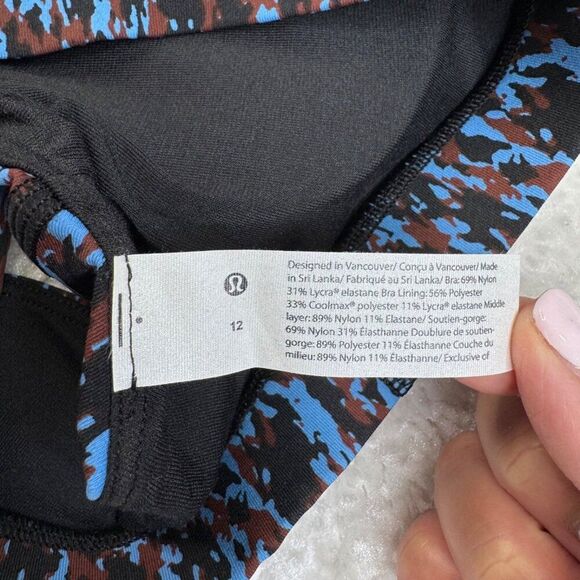 12
Designed in Vancouver/ Conçu à Vancouver/ Made
in Sri Lanka/ Fabriqué au Sri Lanka/ Bra: 69% Nylon
31% Lycra® elastane Bra Lining: 56% Polyester
33% Coolmax® polyester 11% Lycra® elastane Middle
layer: 89% Nylon 11% Elastane/ Soutien-gorge:
69% Nylon 31% Élasthanne Doublure de soutien-
gorge: 89% Polyester 11% Élasthanne Couche du
milieu: 89% Nylon 11% Élasthanne/ Exclusive of